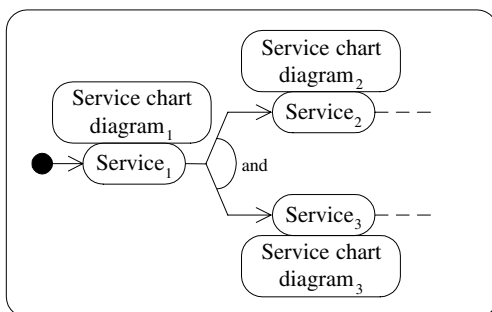 Service chart
diagram₂
Service₂
Service chart
diagram₁
Service₁
and
Service₃
Service chart
diagram₃